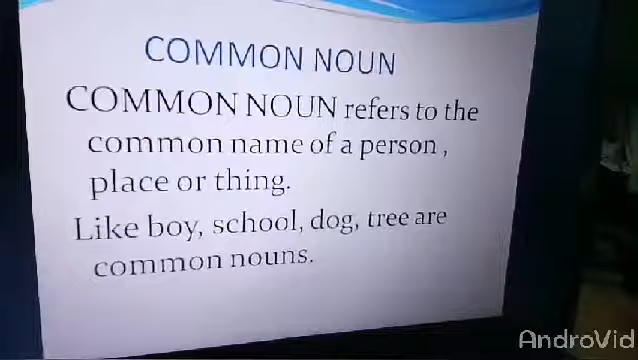 COMMON NOUN
COMMON NOUN refers to the
common name of a person ,
place or thing.
Like boy, school, dog, tree are
common nouns.
AndroVid